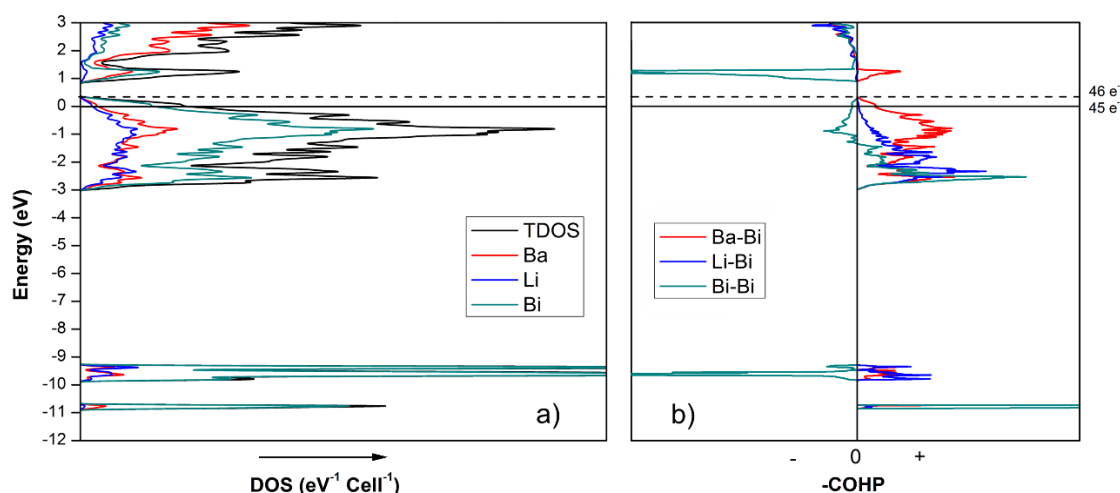 3
2
1
0
-1
-2
-3
-4
-5
-6
-7
-8
-9
-10
-11
-12
Energy (eV)
TDOS
Ba
Li
Bi
a)
DOS (eV⁻¹ Cell⁻¹)
Ba-Bi
Li-Bi
Bi-Bi
b)
46 e⁻
45 e⁻
- 0 +
-COHP